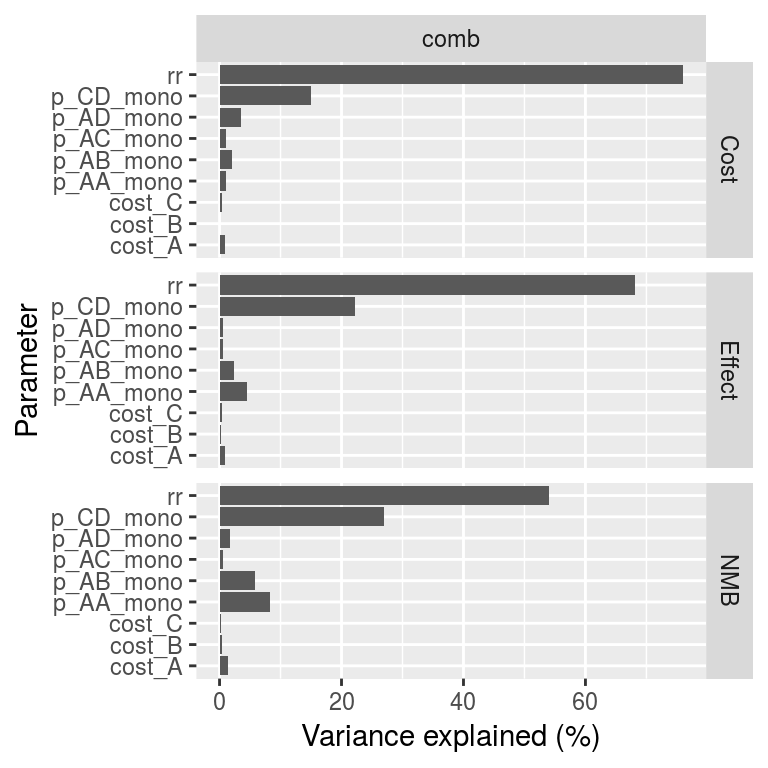 comb
rr
p_CD_mono
p_AD_mono
p_AC_mono
p_AB_mono
p_AA_mono
cost_C
cost_B
cost_A
Cost
rr
p_CD_mono
p_AD_mono
p_AC_mono
p_AB_mono
p_AA_mono
cost_C
cost_B
cost_A
Effect
rr
p_CD_mono
p_AD_mono
p_AC_mono
p_AB_mono
p_AA_mono
cost_C
cost_B
cost_A
NMB
Parameter
0 20 40 60
Variance explained (%)